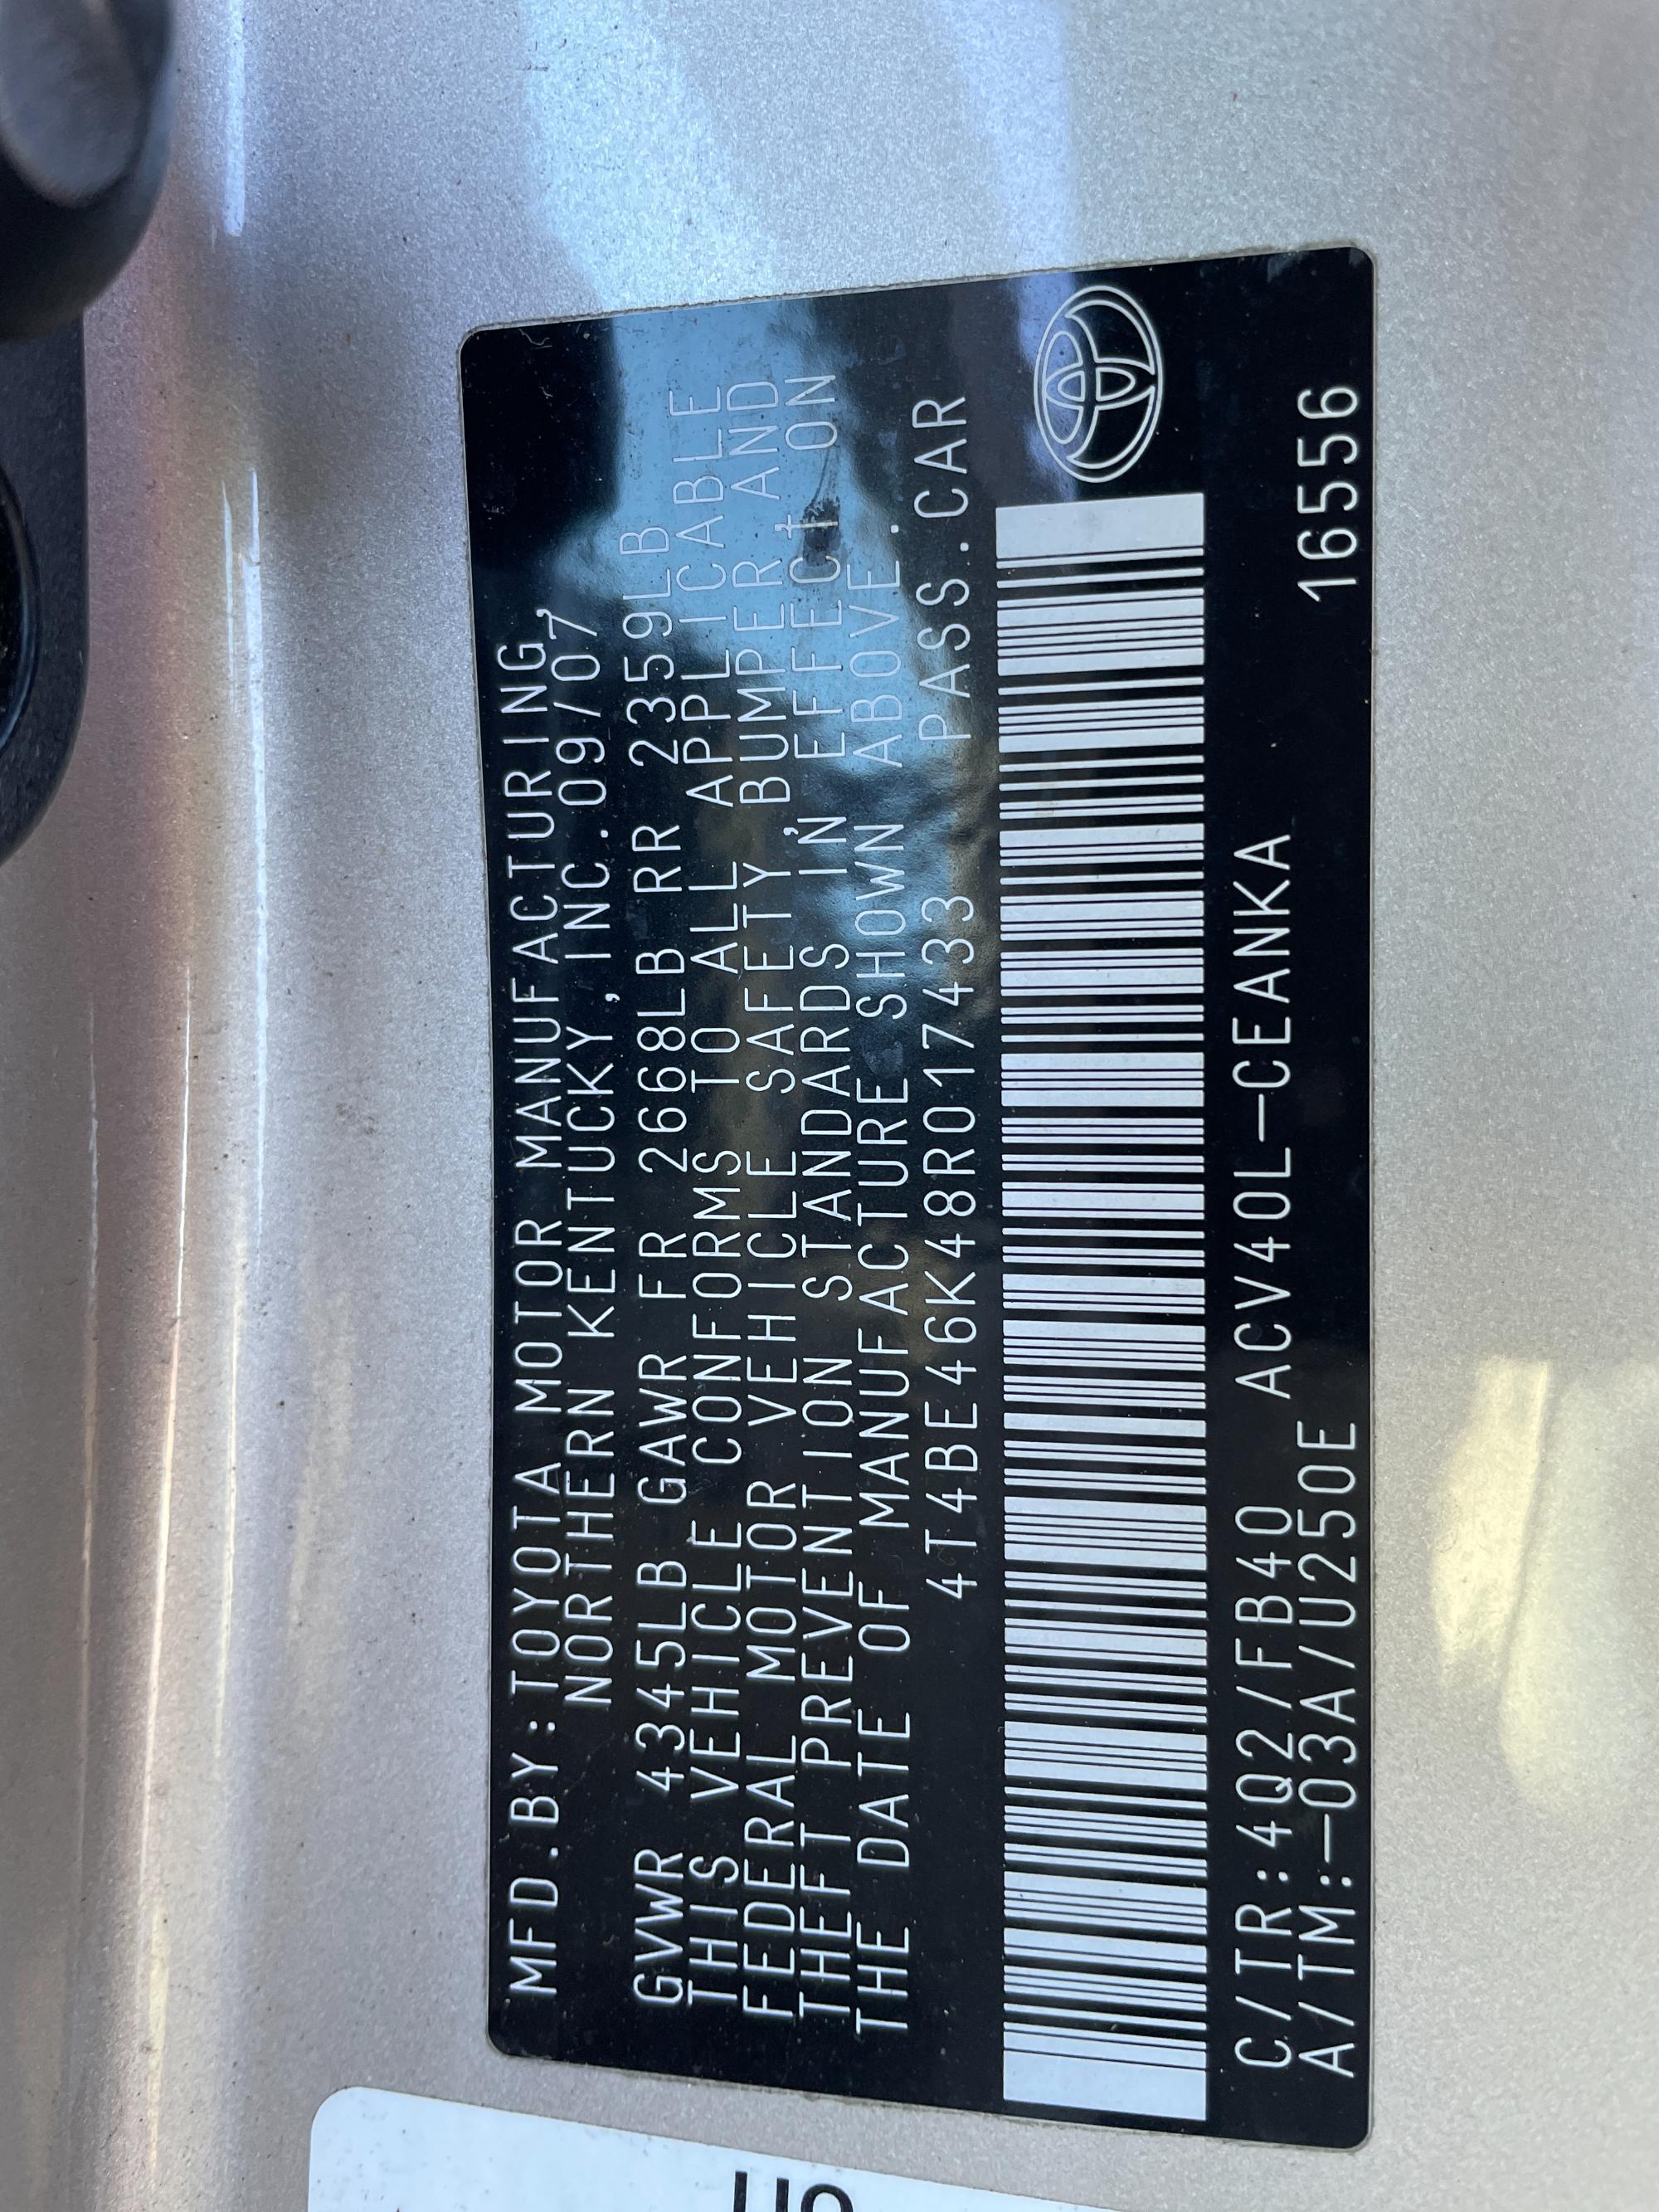 MFD.BY:TOYOTA MOTOR MANUFACTURING,
NORTHERN KENTUCKY, INC.09/07
GVWR 4345LB GAWR FR 2668LB RR 2359LB
THIS VEHICLE CONFORMS TO ALL APPLICABLE
FEDERAL MOTOR VEHICLE SAFETY, BUMPER, AND
THEFT PREVENTION STANDARDS IN EFFECT ON
THE DATE OF MANUFACTURE SHOWN ABOVE.
4T4BE46K48R017433 PASS.CAR
C/TR:4Q2/FB40 ACV40L-CEANKA
A/TM:-03A/U250E 16556